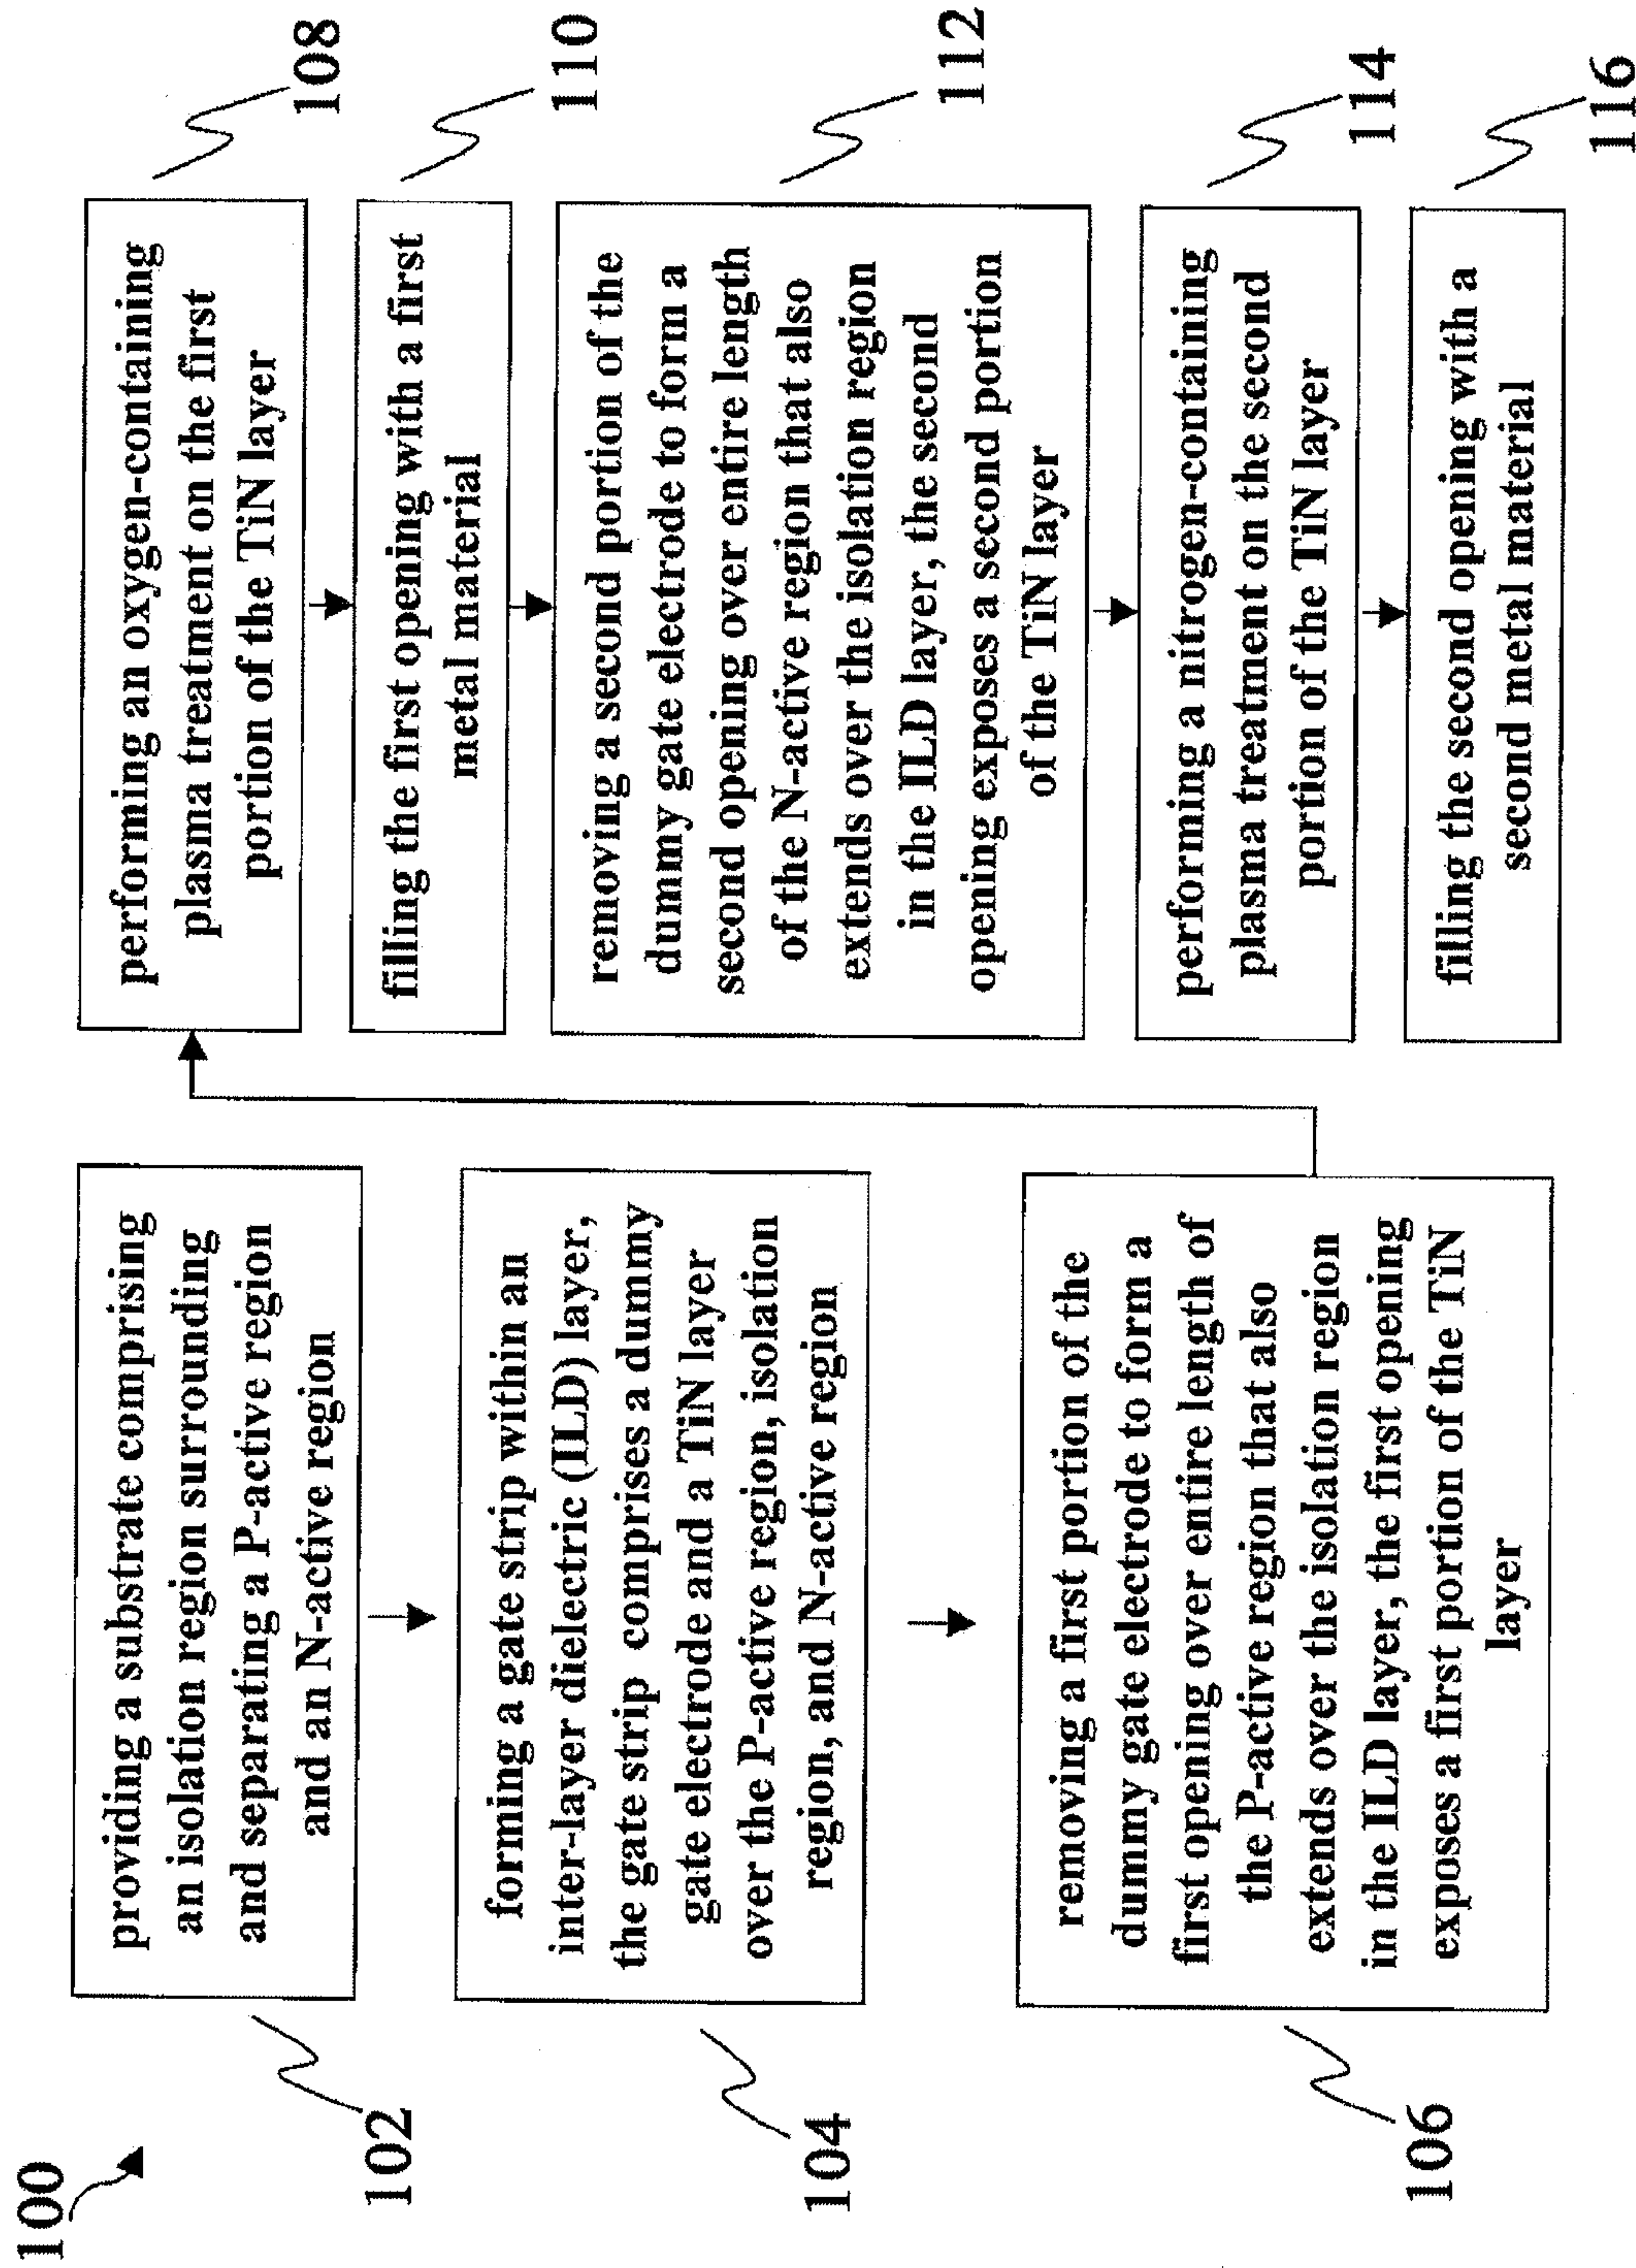 100
102
providing a substrate comprising
an isolation region surrounding
and separating a P-active region
and an N-active region
104
forming a gate strip within an
inter-layer dielectric (ILD) layer,
the gate strip comprises a dummy
gate electrode and a TiN layer
over the P-active region, isolation
region, and N-active region
106
removing a first portion of the
dummy gate electrode to form a
first opening over entire length of
the P-active region that also
extends over the isolation region
in the ILD layer, the first opening
exposes a first portion of the TiN
layer
performing an oxygen-containing
plasma treatment on the first
portion of the TiN layer
108
filling the first opening with a first
metal material
110
removing a second portion of the
dummy gate electrode to form a
second opening over entire length
of the N-active region that also
extends over the isolation region
in the ILD layer, the second
opening exposes a second portion
of the TiN layer
112
performing a nitrogen-containing
plasma treatment on the second
portion of the TiN layer
114
filling the second opening with a
second metal material
116